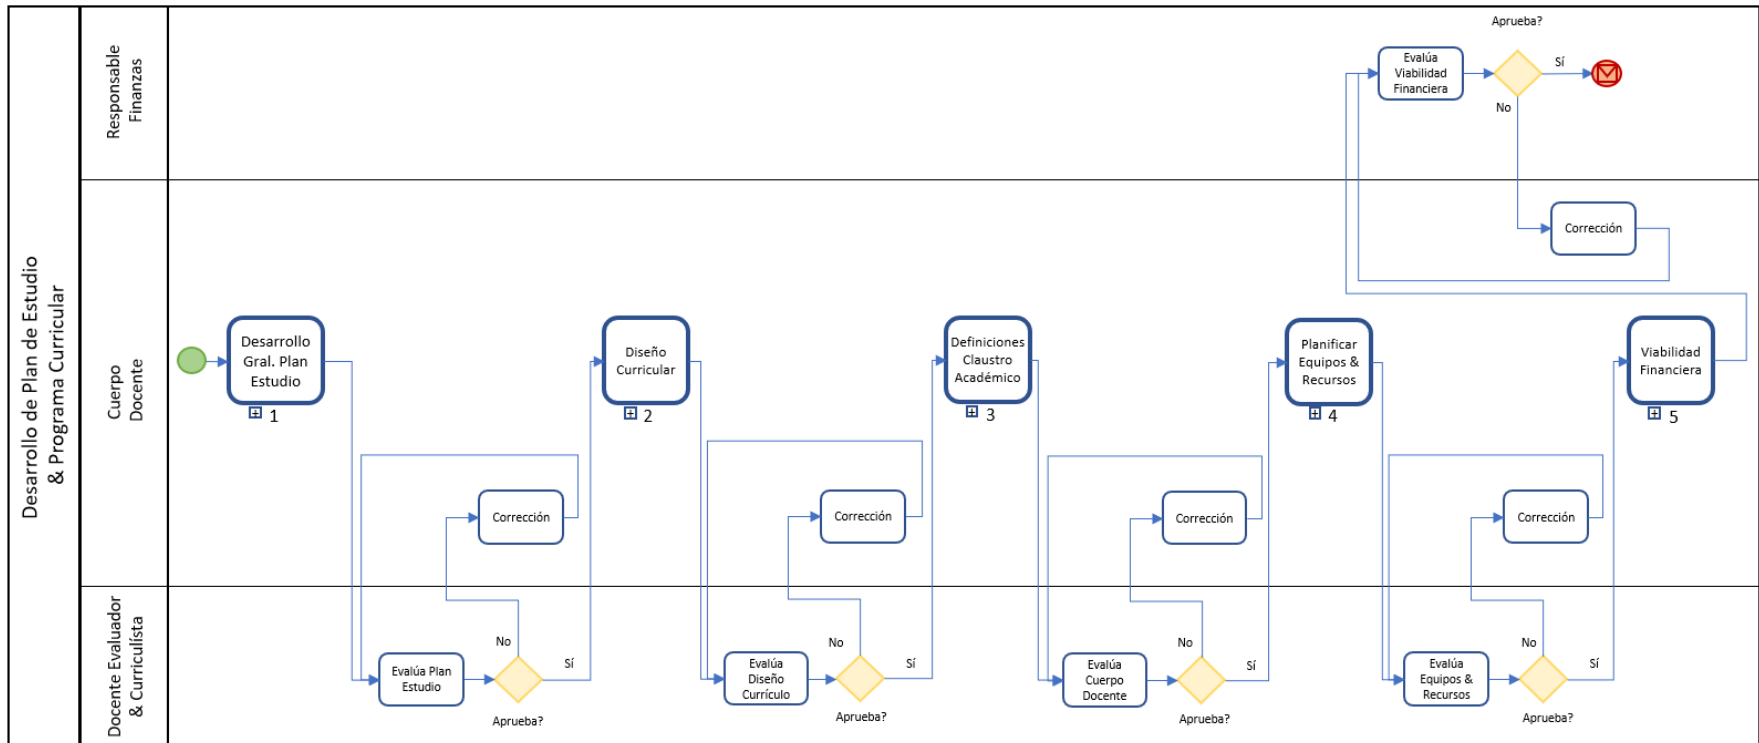 Desarrollo de Plan de Estudio
& Programa Curricular
Responsable
Finanzas
Aprueba?
Evalúa
Viabilidad
Financiera
Sí
No
Cuerpo
Docente
Corrección
Desarrollo
Gral. Plan
Estudio
1
Diseño
Curricular
2
Definiciones
Claustro
Académico
3
Planificar
Equipos &
Recursos
4
Viabilidad
Financiera
5
Corrección
Corrección
Corrección
Corrección
Docente Evaluador
& Curriculísta
Evalúa Plan
Estudio
No
Sí
Aprueba?
Evalúa
Diseño
Currículo
No
Sí
Aprueba?
Evalúa
Cuerpo
Docente
No
Sí
Aprueba?
Evalúa
Equipos &
Recursos
No
Sí
Aprueba?